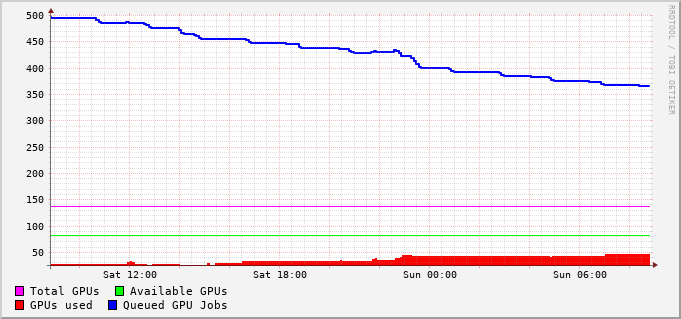 500
450
400
350
300
250
200
150
100
50
Sat 12:00 Sat 18:00 Sun 00:00 Sun 06:00
Total GPUs Available GPUs
GPUs used Queued GPU Jobs
RRDTOOL / TOBI OETIKER